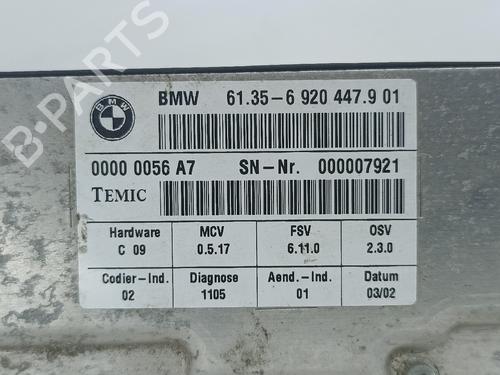 B-PARTS
BMW
BMW 61.35-6 920 447.9 01
0000 0056 A7 SN-Nr. 000007921
TEMIC
Hardware MCV FSV OSV
C 09 0.5.17 6.11.0 2.3.0
Codier-Ind. Diagnose Aend.-Ind. Datum
02 1105 01 03/02